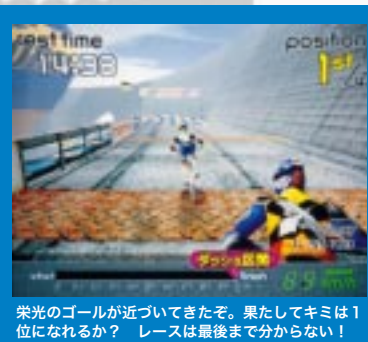 rest time
14:38
position
1st
ダッシュ区間
start
finish
89 km/h
栄光のゴールが近づいてきたぞ。果たしてキミは1
位になれるか？　レースは最後まで分からない！